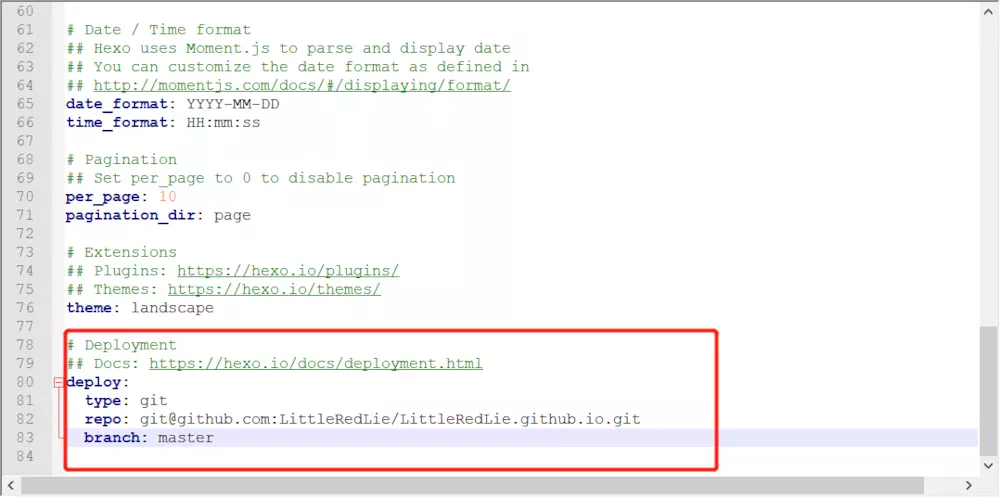 60
61 # Date / Time format
62 ## Hexo uses Moment.js to parse and display date
63 ## You can customize the date format as defined in
64 ## http://momentjs.com/docs/#/displaying/format/
65 date_format: YYYY-MM-DD
66 time_format: HH:mm:ss
67
68 # Pagination
69 ## Set per_page to 0 to disable pagination
70 per_page: 10
71 pagination_dir: page
72
73 # Extensions
74 ## Plugins: https://hexo.io/plugins/
75 ## Themes: https://hexo.io/themes/
76 theme: landscape
77
78 # Deployment
79 ## Docs: https://hexo.io/docs/deployment.html
80 deploy:
81   type: git
82   repo: git@github.com:LittleRedLie/LittleRedLie.github.io.git
83   branch: master
84